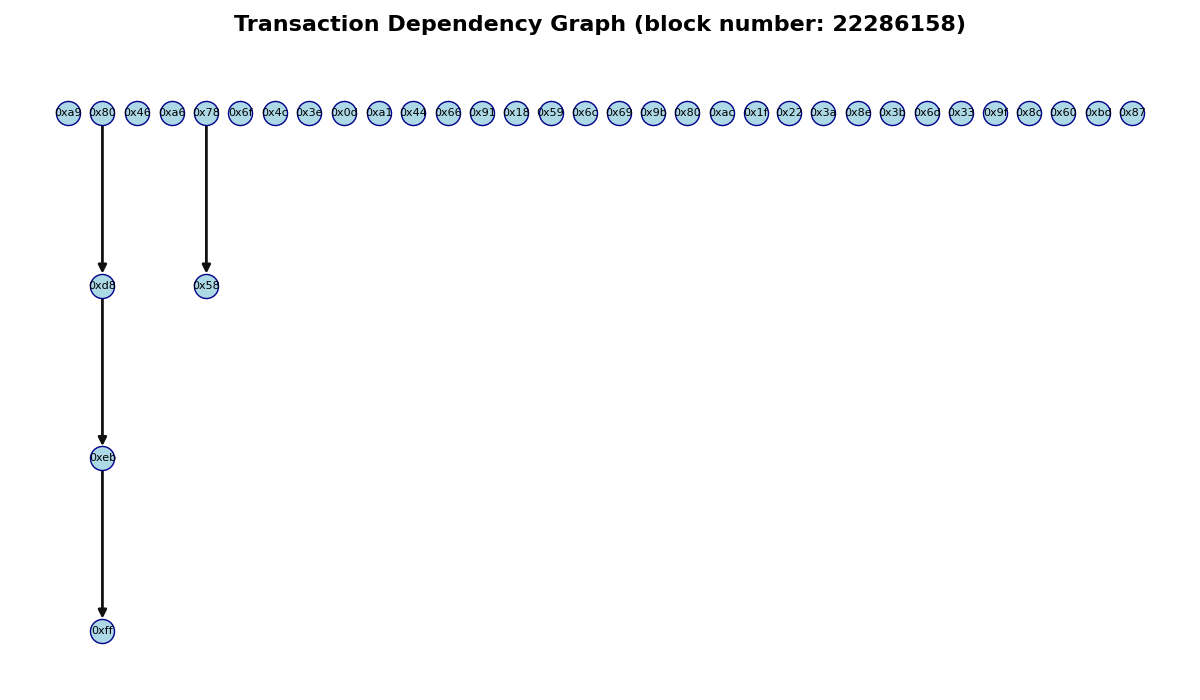 Transaction Dependency Graph (block number: 22286158)
0xa9 0x80 0x46 0xa6 0x78 0x6f 0x4c 0x3e 0x0d 0xa1 0x44 0x66 0x91 0x18 0x59 0x6c 0x69 0x9b 0x80 0xac 0x1f 0x22 0x3a 0x8e 0x3b 0x6d 0x33 0x9f 0x8c 0x60 0xbd 0x87
0xd8 0x58
0xeb
0xff